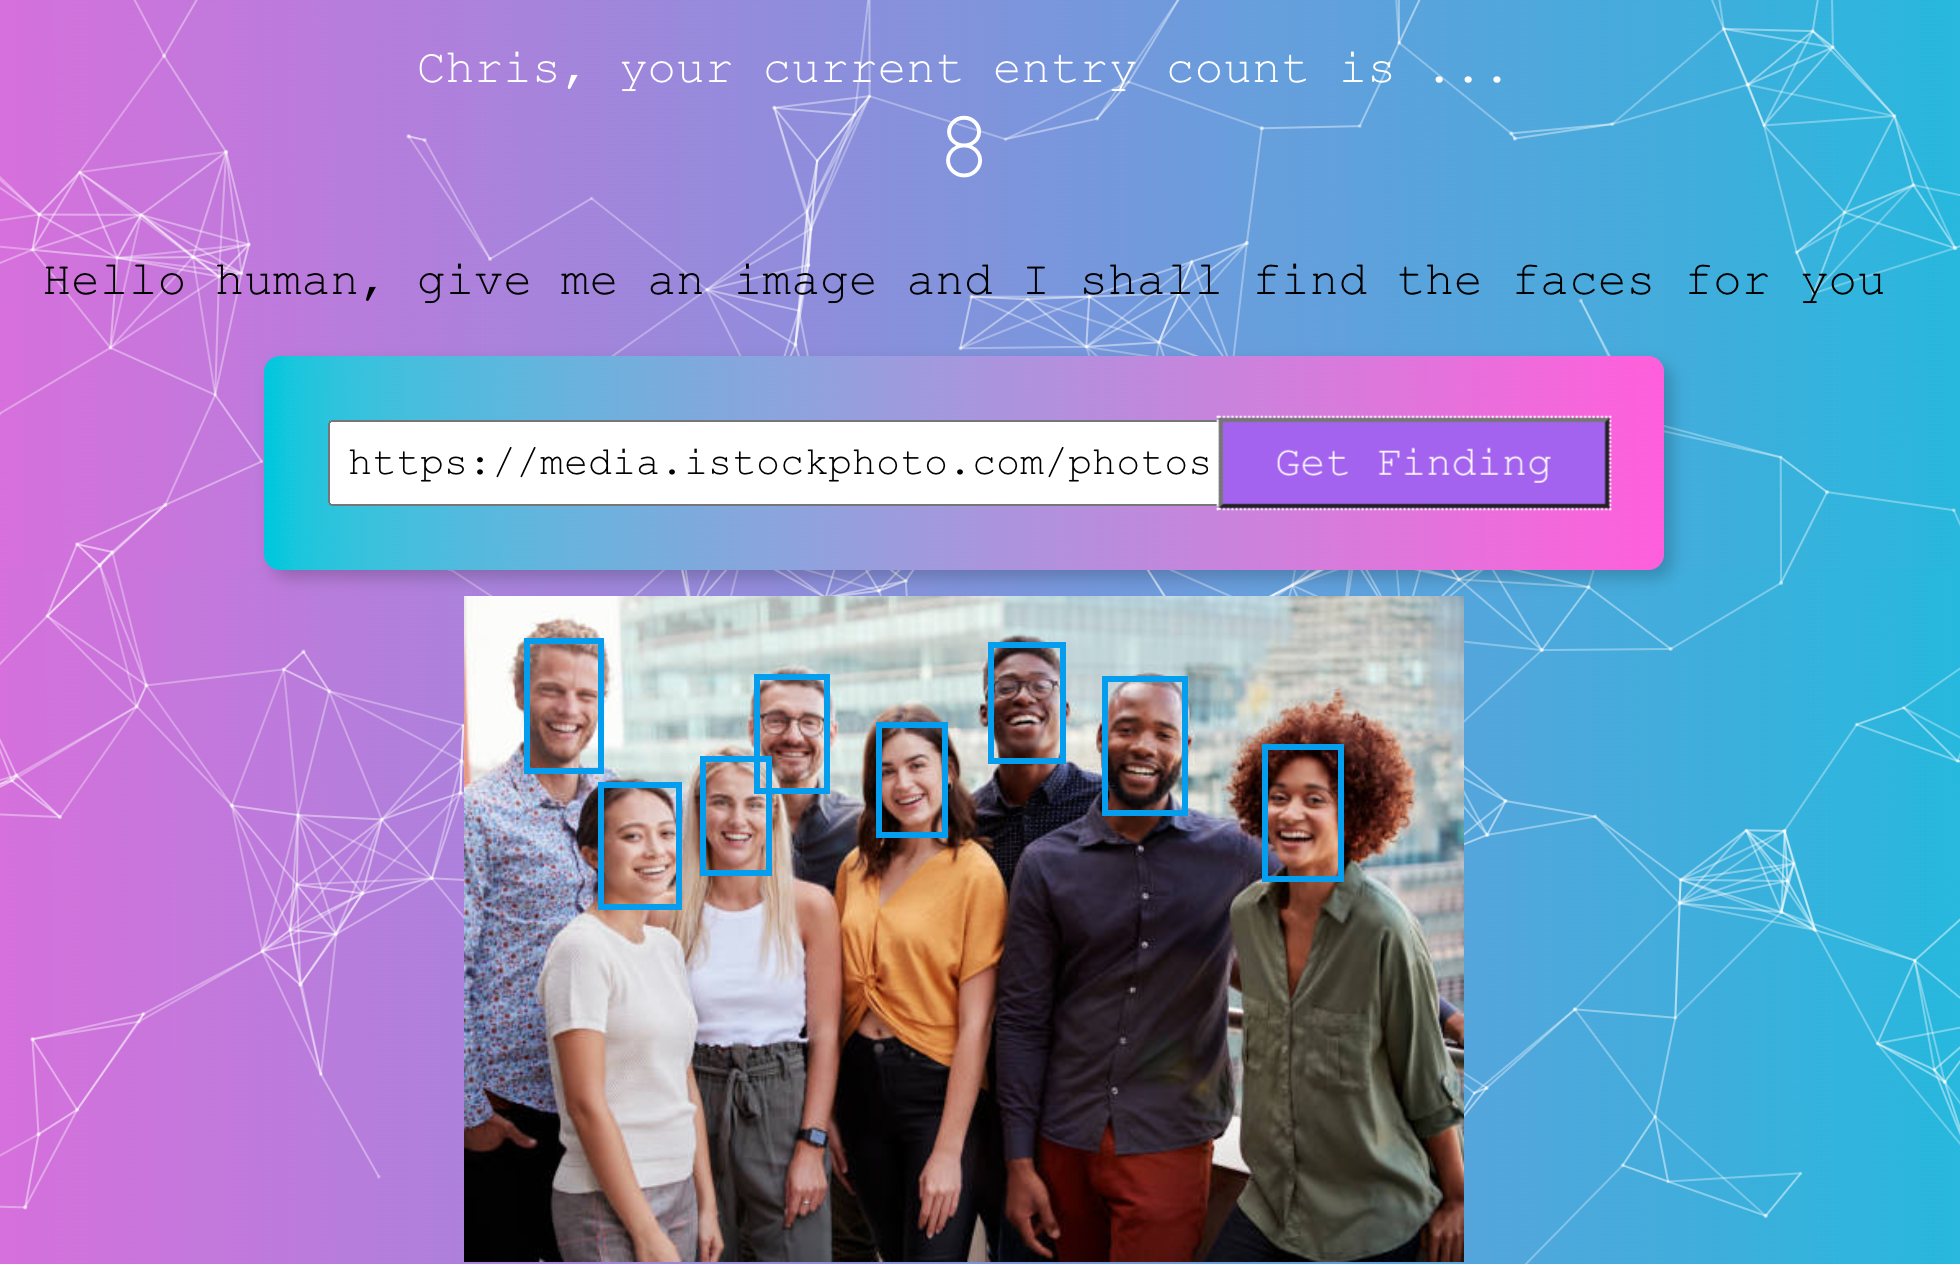 Chris, your current entry count is ...
8
Hello human, give me an image and I shall find the faces for you
https://media.istockphoto.com/photos
Get Finding